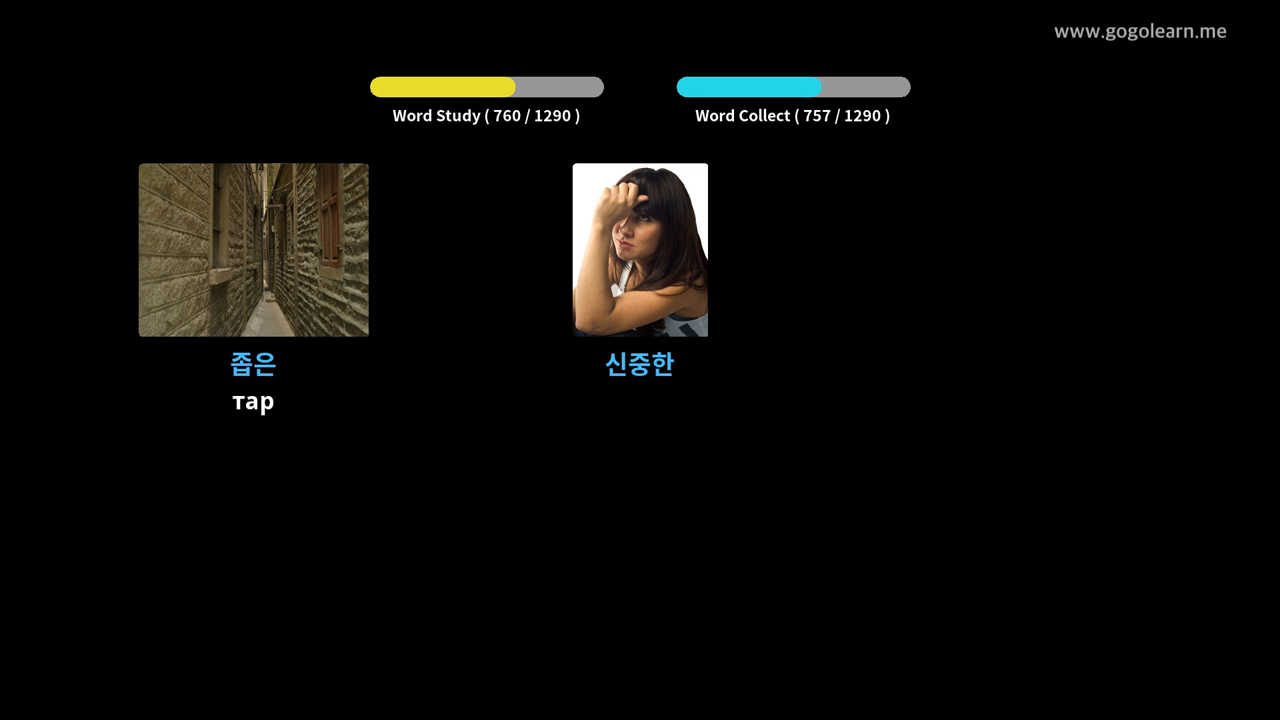 www.gogolearn.me
Word Study ( 760 / 1290 )
Word Collect ( 757 / 1290 )
좁은
신중한
тар